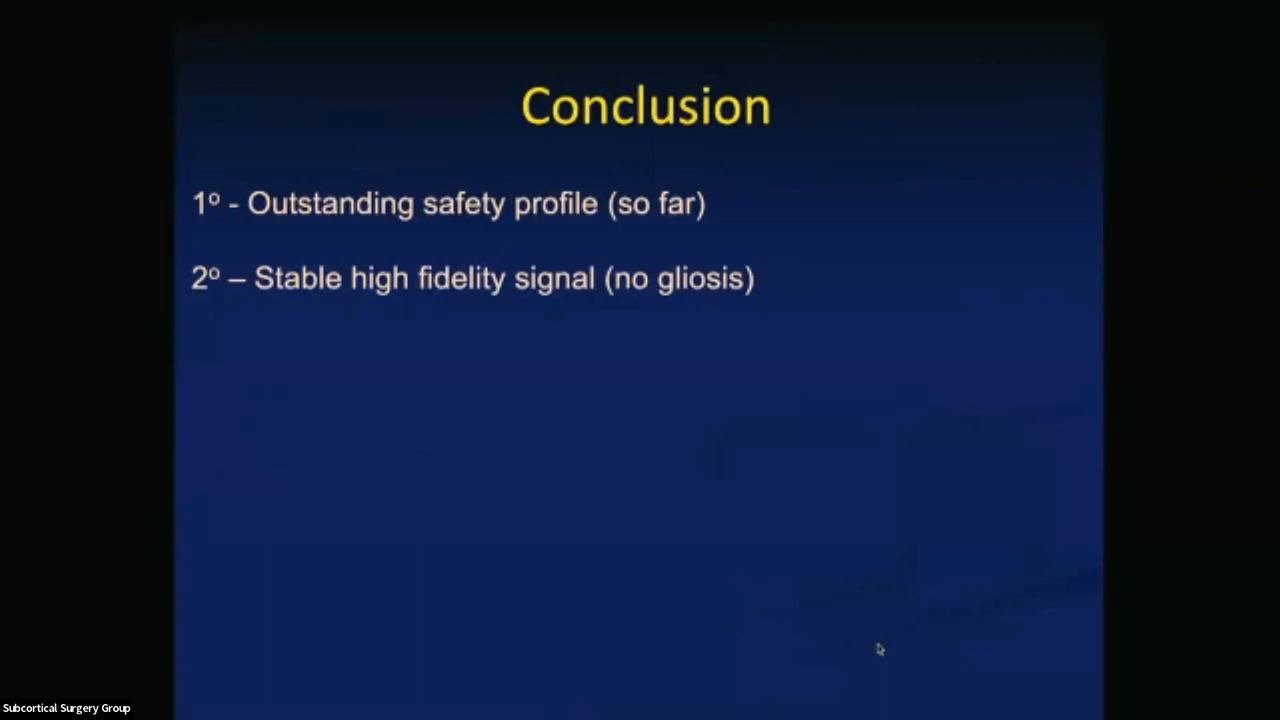 Conclusion
1º - Outstanding safety profile (so far)
2º – Stable high fidelity signal (no gliosis)
Subcortical Surgery Group